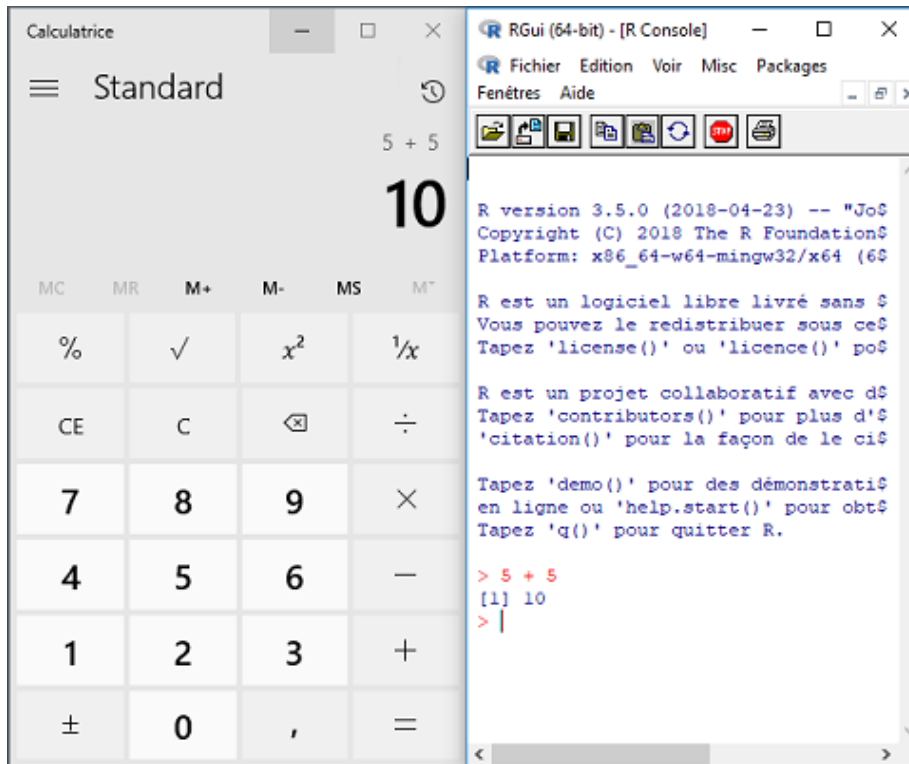 Calculatrice
Standard
5 + 5
10
MC MR M+ M- MS M˅
% √ x² ¹/x
CE C ÷
7 8 9 ×
4 5 6 −
1 2 3 +
± 0 , =
RGui (64-bit) - [R Console]
Fichier Edition Voir Misc Packages
Fenêtres Aide
STOP
R version 3.5.0 (2018-04-23) -- "Jo$
Copyright (C) 2018 The R Foundation$
Platform: x86_64-w64-mingw32/x64 (6$
R est un logiciel libre livré sans $
Vous pouvez le redistribuer sous ce$
Tapez 'license()' ou 'licence()' po$
R est un projet collaboratif avec d$
Tapez 'contributors()' pour plus d'$
'citation()' pour la façon de le ci$
Tapez 'demo()' pour des démonstrati$
en ligne ou 'help.start()' pour obt$
Tapez 'q()' pour quitter R.
> 5 + 5
[1] 10
>